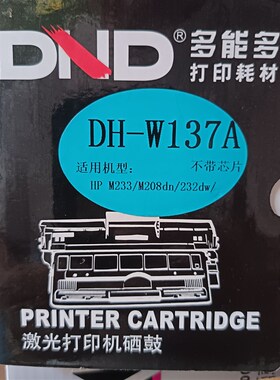 DND®
多能多
打印耗材
DH-W137A
适用机型: 不带芯片
HP M233/M208dn/232dw/
PRINTER CARTRIDGE
激光打印机硒鼓